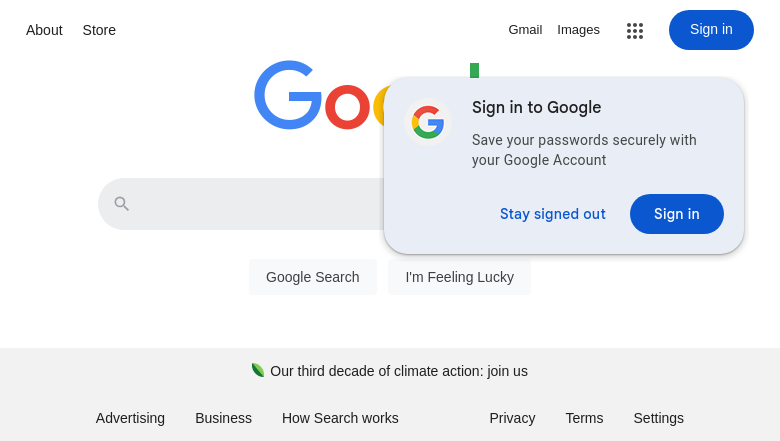 About Store Gmail Images Sign in
Goo
Sign in to Google
Save your passwords securely with
your Google Account
Stay signed out Sign in
Google Search I'm Feeling Lucky
Our third decade of climate action: join us
Advertising Business How Search works Privacy Terms Settings